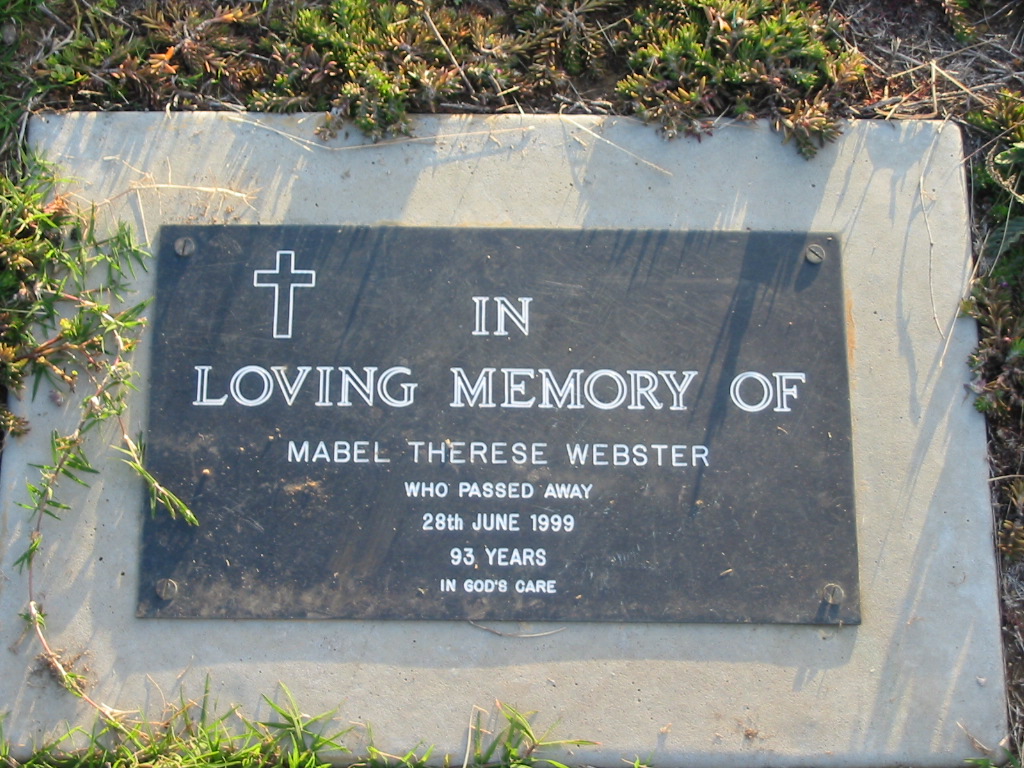 IN
LOVING MEMORY OF
MABEL THERESE WEBSTER
WHO PASSED AWAY
28th JUNE 1999
93 YEARS
IN GOD'S CARE